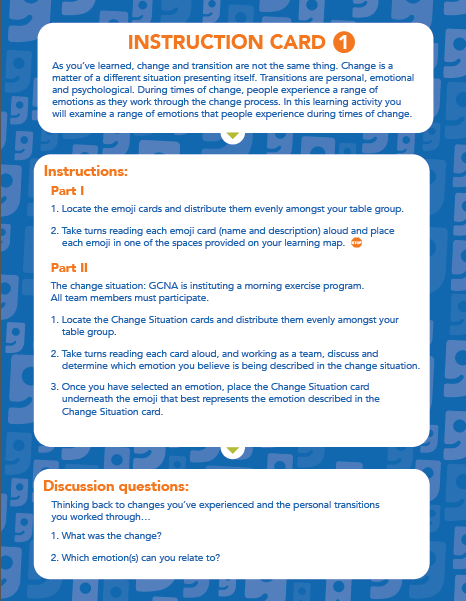 INSTRUCTION CARD 1
As you’ve learned, change and transition are not the same thing. Change is a
matter of a different situation presenting itself. Transitions are personal, emotional
and psychological. During times of change, people experience a range of
emotions as they work through the change process. In this learning activity you
will examine a range of emotions that people experience during times of change.
Instructions:
Part I
1. Locate the emoji cards and distribute them evenly amongst your table group.
2. Take turns reading each emoji card (name and description) aloud and place
each emoji in one of the spaces provided on your learning map. STOP
Part II
The change situation: GCNA is instituting a morning exercise program.
All team members must participate.
1. Locate the Change Situation cards and distribute them evenly amongst your
table group.
2. Take turns reading each card aloud, and working as a team, discuss and
determine which emotion you believe is being described in the change situation.
3. Once you have selected an emotion, place the Change Situation card
underneath the emoji that best represents the emotion described in the
Change Situation card.
Discussion questions:
Thinking back to changes you’ve experienced and the personal transitions
you worked through…
1. What was the change?
2. Which emotion(s) can you relate to?